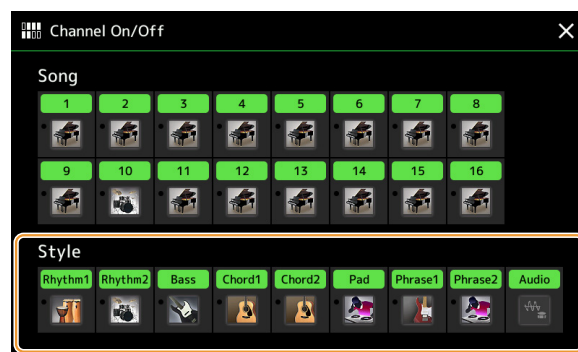 Channel On/Off
Song
1 2 3 4 5 6 7 8
9 10 11 12 13 14 15 16
Style
Rhythm1 Rhythm2 Bass Chord1 Chord2 Pad Phrase1 Phrase2 Audio